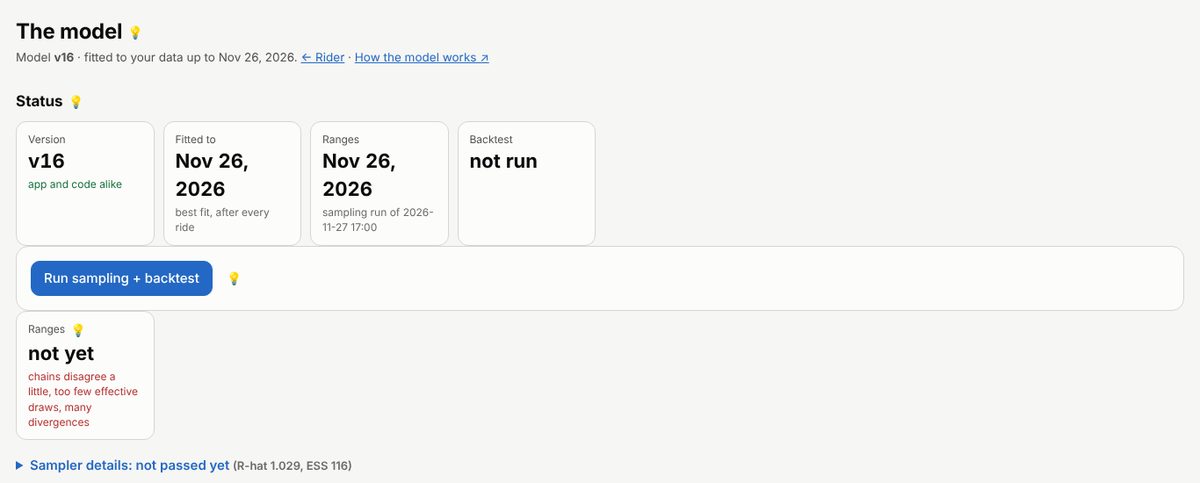 The model 💡
Model v16 · fitted to your data up to Nov 26, 2026. ← Rider · How the model works ↗
Status 💡
Version
v16
app and code alike
Fitted to
Nov 26,
2026
best fit, after every
ride
Ranges
Nov 26,
2026
sampling run of 2026-
11-27 17:00
Backtest
not run
Run sampling + backtest 💡
Ranges 💡
not yet
chains disagree a
little, too few effective
draws, many
divergences
▶ Sampler details: not passed yet (R-hat 1.029, ESS 116)